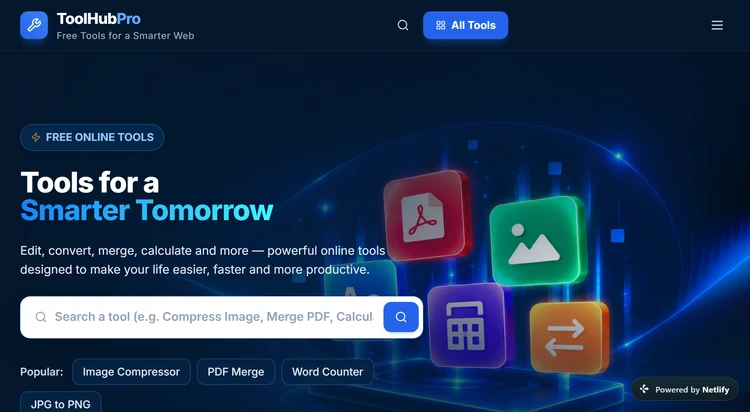 ToolHubPro
Free Tools for a Smarter Web
All Tools
FREE ONLINE TOOLS
Tools for a
Smarter Tomorrow
Edit, convert, merge, calculate and more — powerful online tools
designed to make your life easier, faster and more productive.
Search a tool (e.g. Compress Image, Merge PDF, Calcul
Popular:
Image Compressor
PDF Merge
Word Counter
JPG to PNG
Powered by Netlify